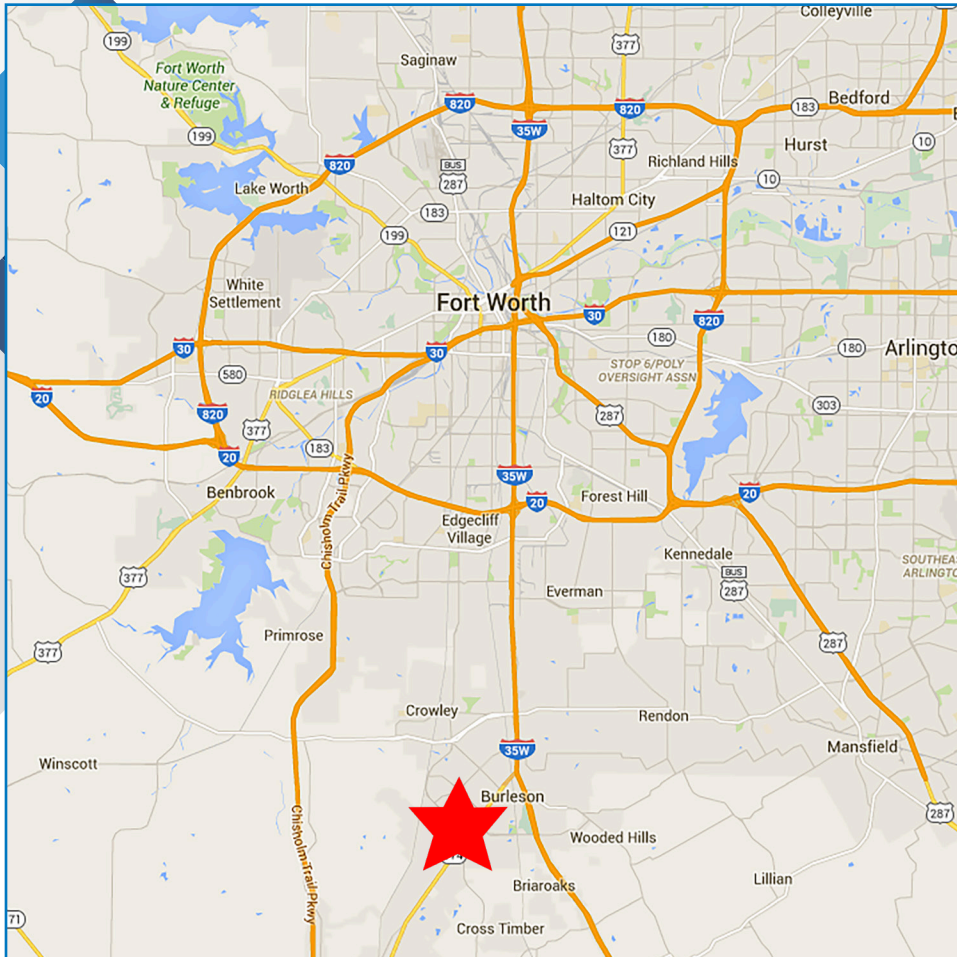 Colleyville
199
377
Saginaw
Fort Worth
Nature Center
& Refuge
820
820
183
Bedford
35W
199
377
10
Hurst
BUS
287
820
Richland Hills
10
Lake Worth
Haltom City
183
199
121
White
Settlement
Fort Worth
30
820
180
30
30
180
Arlingto
STOP 6/POLY
OVERSIGHT ASSN
580
20
RIDGLEA HILLS
303
820
287
377
183
20
35W
Chisholm Trail Pkwy
Benbrook
20
20
Forest Hill
Edgecliff
Village
Kennedale
SOUTHEAS
ARLINGTO
377
BUS
287
Everman
Primrose
287
377
Crowley
Rendon
35W
Mansfield
Winscott
Burleson
287
Chisholm Trail Pkwy
Wooded Hills
Lillian
Briaroaks
71
Cross Timber